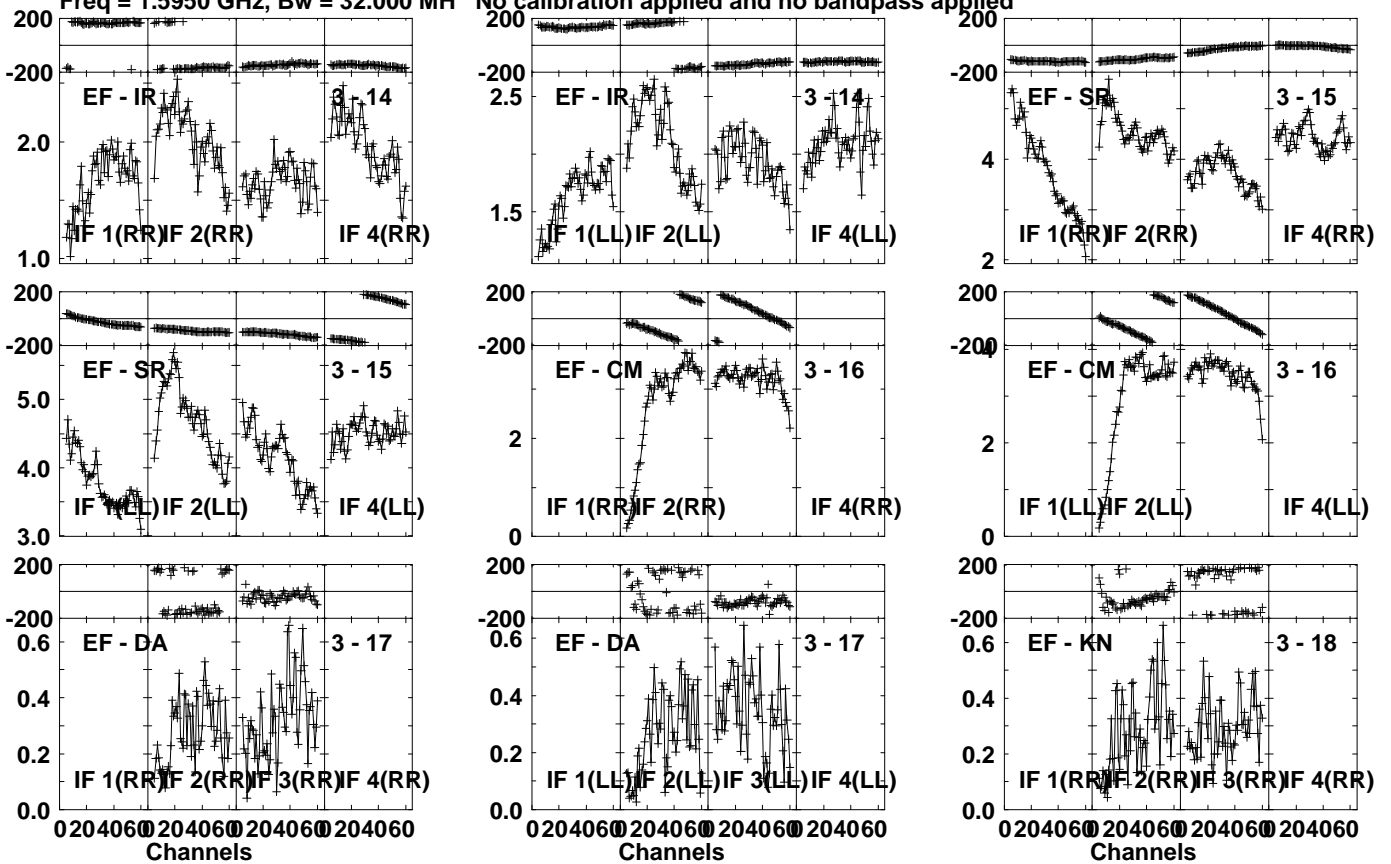 Freq = 1.5950 GHz, Bw = 32.000 MH No calibration applied and no bandpass applied
200
-200
EF - IR
3 - 14
2.0
1.0
IF 1(RR) IF 2(RR) IF 4(RR)
200
-200
EF - IR
3 - 14
2.5
1.5
IF 1(LL) IF 2(LL) IF 4(LL)
200
-200
EF - SR
3 - 15
4
2
IF 1(RR) IF 2(RR) IF 4(RR)
200
-200
EF - SR
3 - 15
5.0
4.0
3.0
IF 1(LL) IF 2(LL) IF 4(LL)
200
-200
EF - CM
3 - 16
2
0
IF 1(RR) IF 2(RR) IF 4(RR)
200
-200
4
EF - CM
3 - 16
2
0
IF 1(LL) IF 2(LL) IF 4(LL)
200
-200
0.6
EF - DA
3 - 17
0.4
0.2
0.0
IF 1(RR) IF 2(RR) IF 3(RR) IF 4(RR)
0 20 40 60 0 20 40 60 0 20 40 60 0 20 40 60
Channels
200
-200
0.6
EF - DA
3 - 17
0.4
0.2
0.0
IF 1(LL) IF 2(LL) IF 3(LL) IF 4(LL)
0 20 40 60 0 20 40 60 0 20 40 60 0 20 40 60
Channels
200
-200
0.6
EF - KN
3 - 18
0.4
0.2
0.0
IF 1(RR) IF 2(RR) IF 3(RR) IF 4(RR)
0 20 40 60 0 20 40 60 0 20 40 60 0 20 40 60
Channels